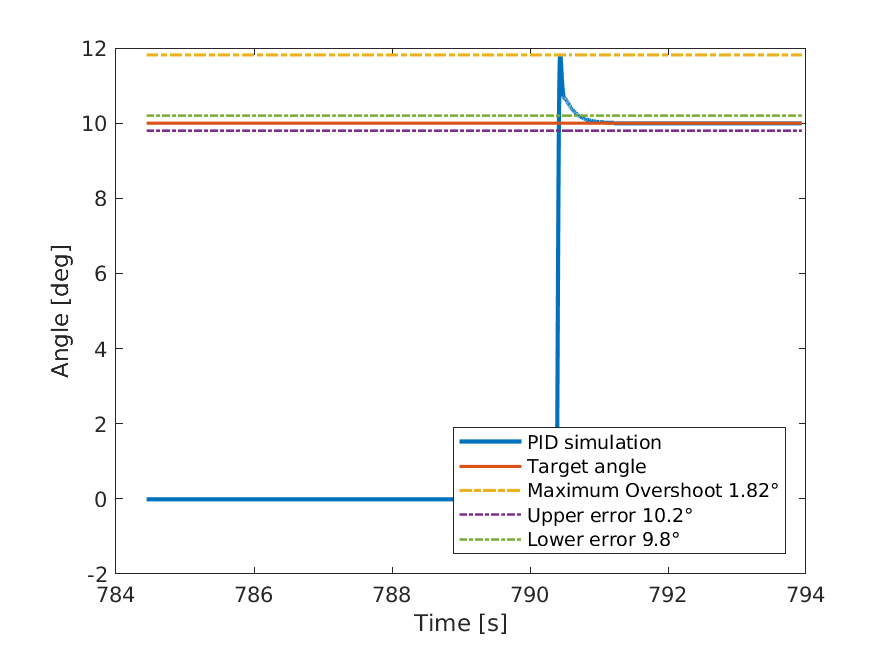 12
10
8
6
4
2
0
-2
Angle [deg]
PID simulation
Target angle
Maximum Overshoot 1.82°
Upper error 10.2°
Lower error 9.8°
784 786 788 790 792 794
Time [s]